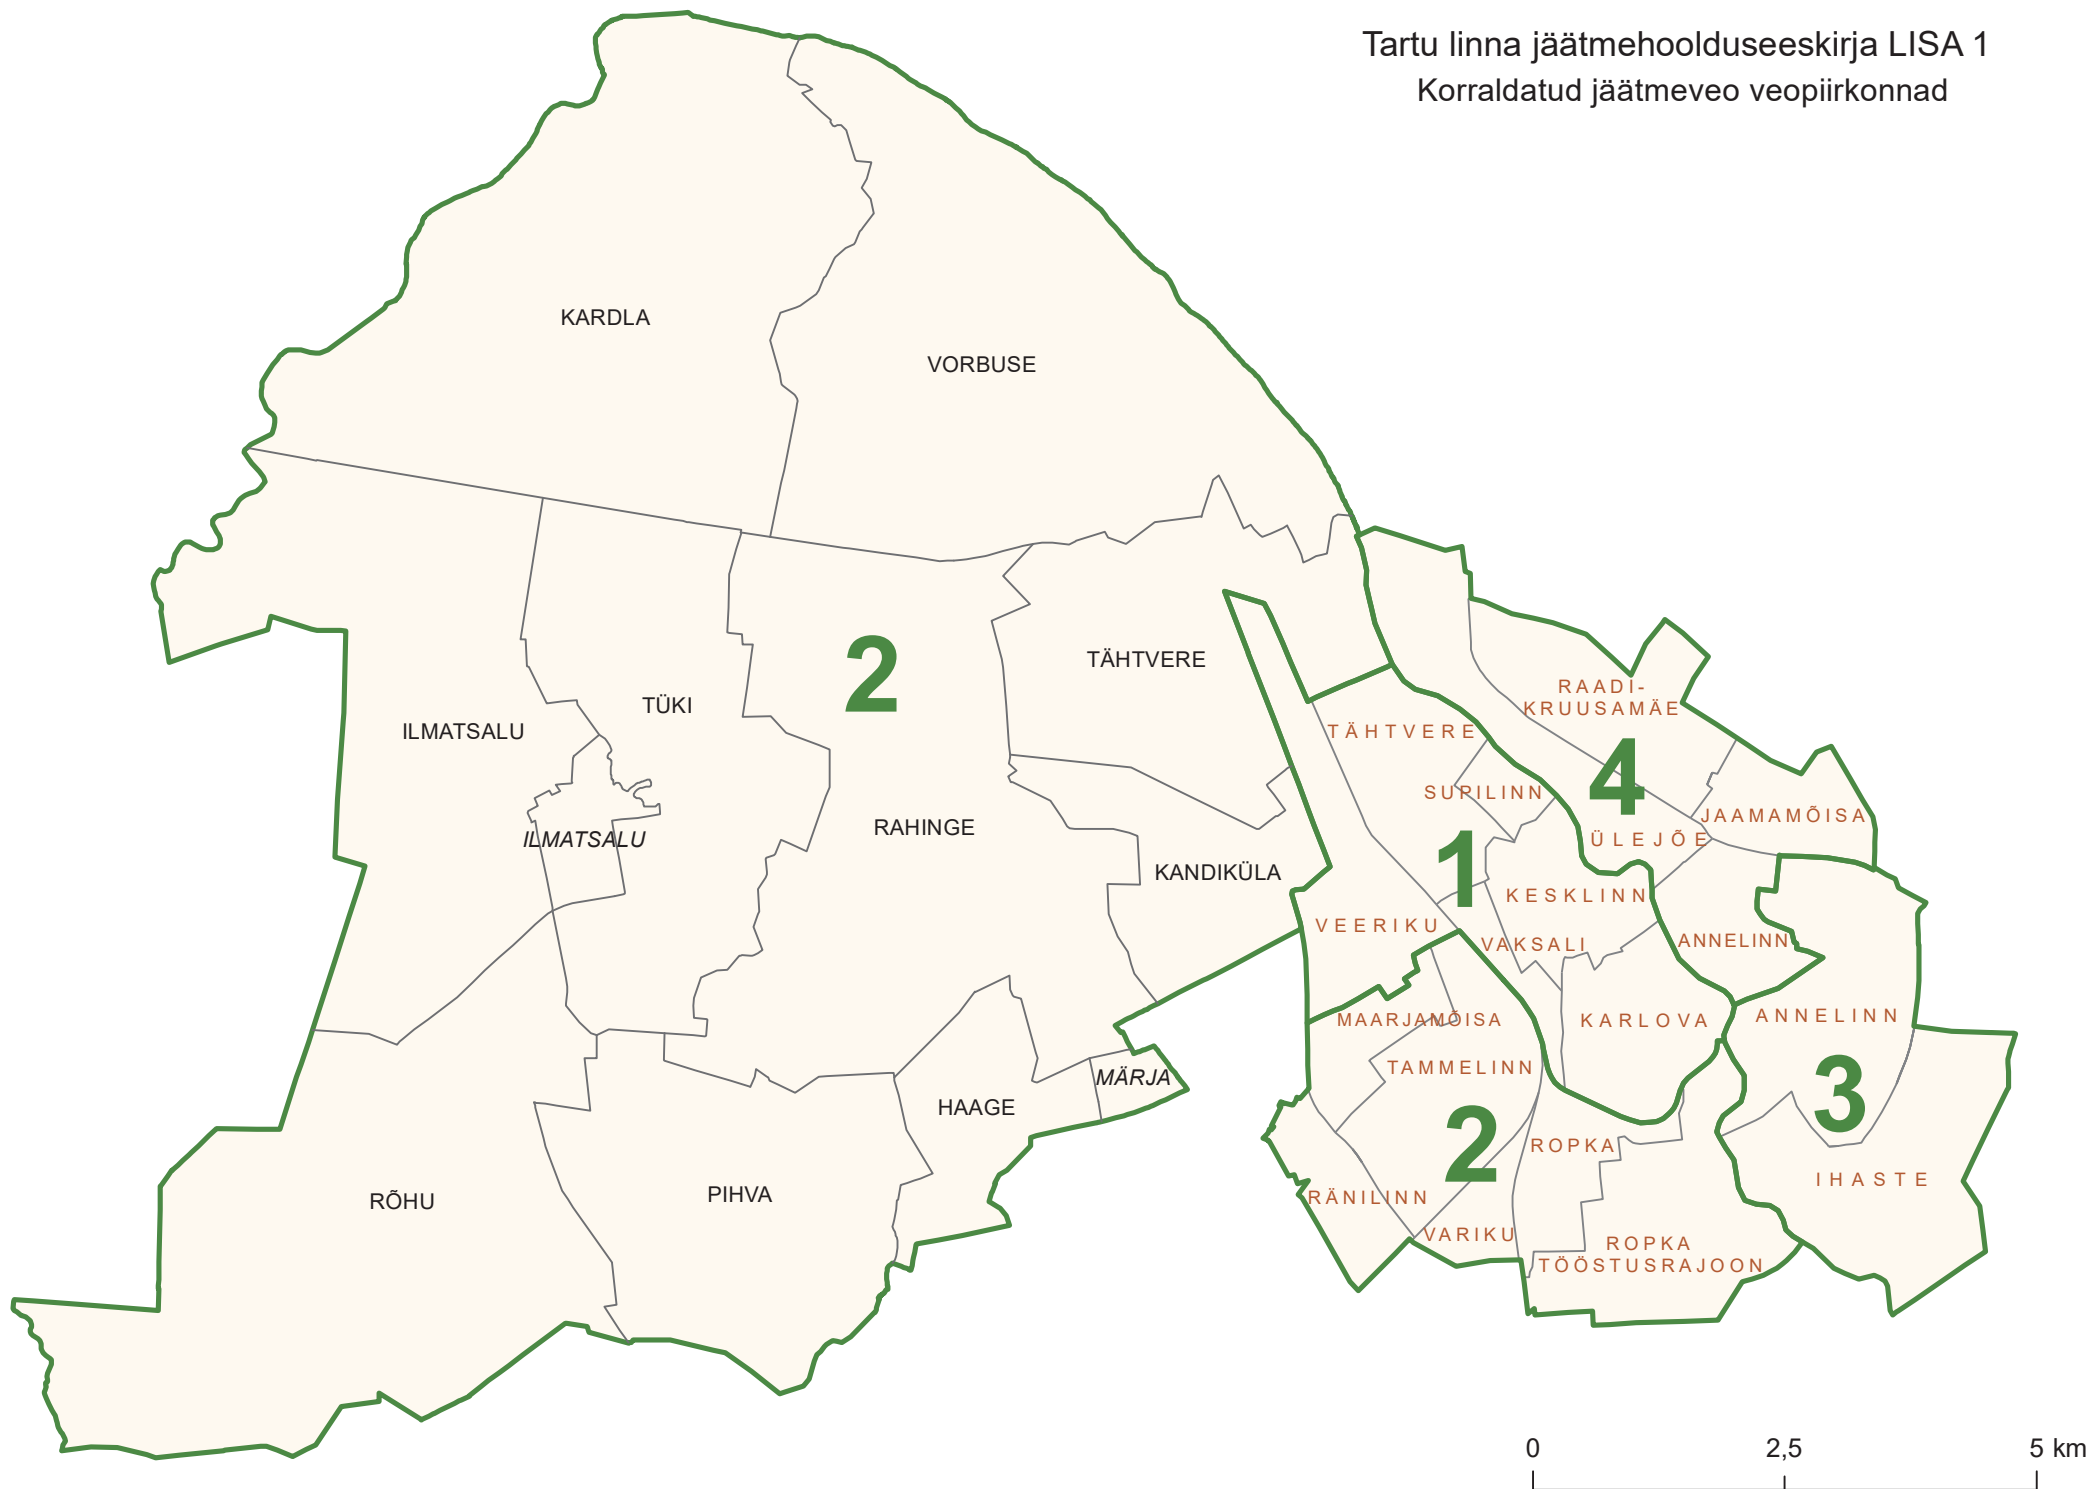 Tartu linna jäätmehoolduseeskirja LISA 1
Korraldatud jäätmeveo veopiirkonnad
KARDLA
VORBUSE
2
TÄHTVERE
TÜKI
ILMATSALU
RAHINGE
ILMATSALU
KANDIKÜLA
MÄRJA
HAAGE
PIHVA
RÕHU
RAADI-
KRUUSAMÄE
TÄHTVERE
4
SUPILINN
JAAMAMÕISA
ÜLEJÕE
1
KESKLINN
VEERIKU
VAKSALI
ANNELINN
MAARJAMÕISA
KARLOVA
ANNELINN
TAMMELINN
3
2
ROPKA
IHASTE
RÄNILINN
VARIKU
ROPKA
TÖÖSTUSRAJOON
0 2,5 5 km